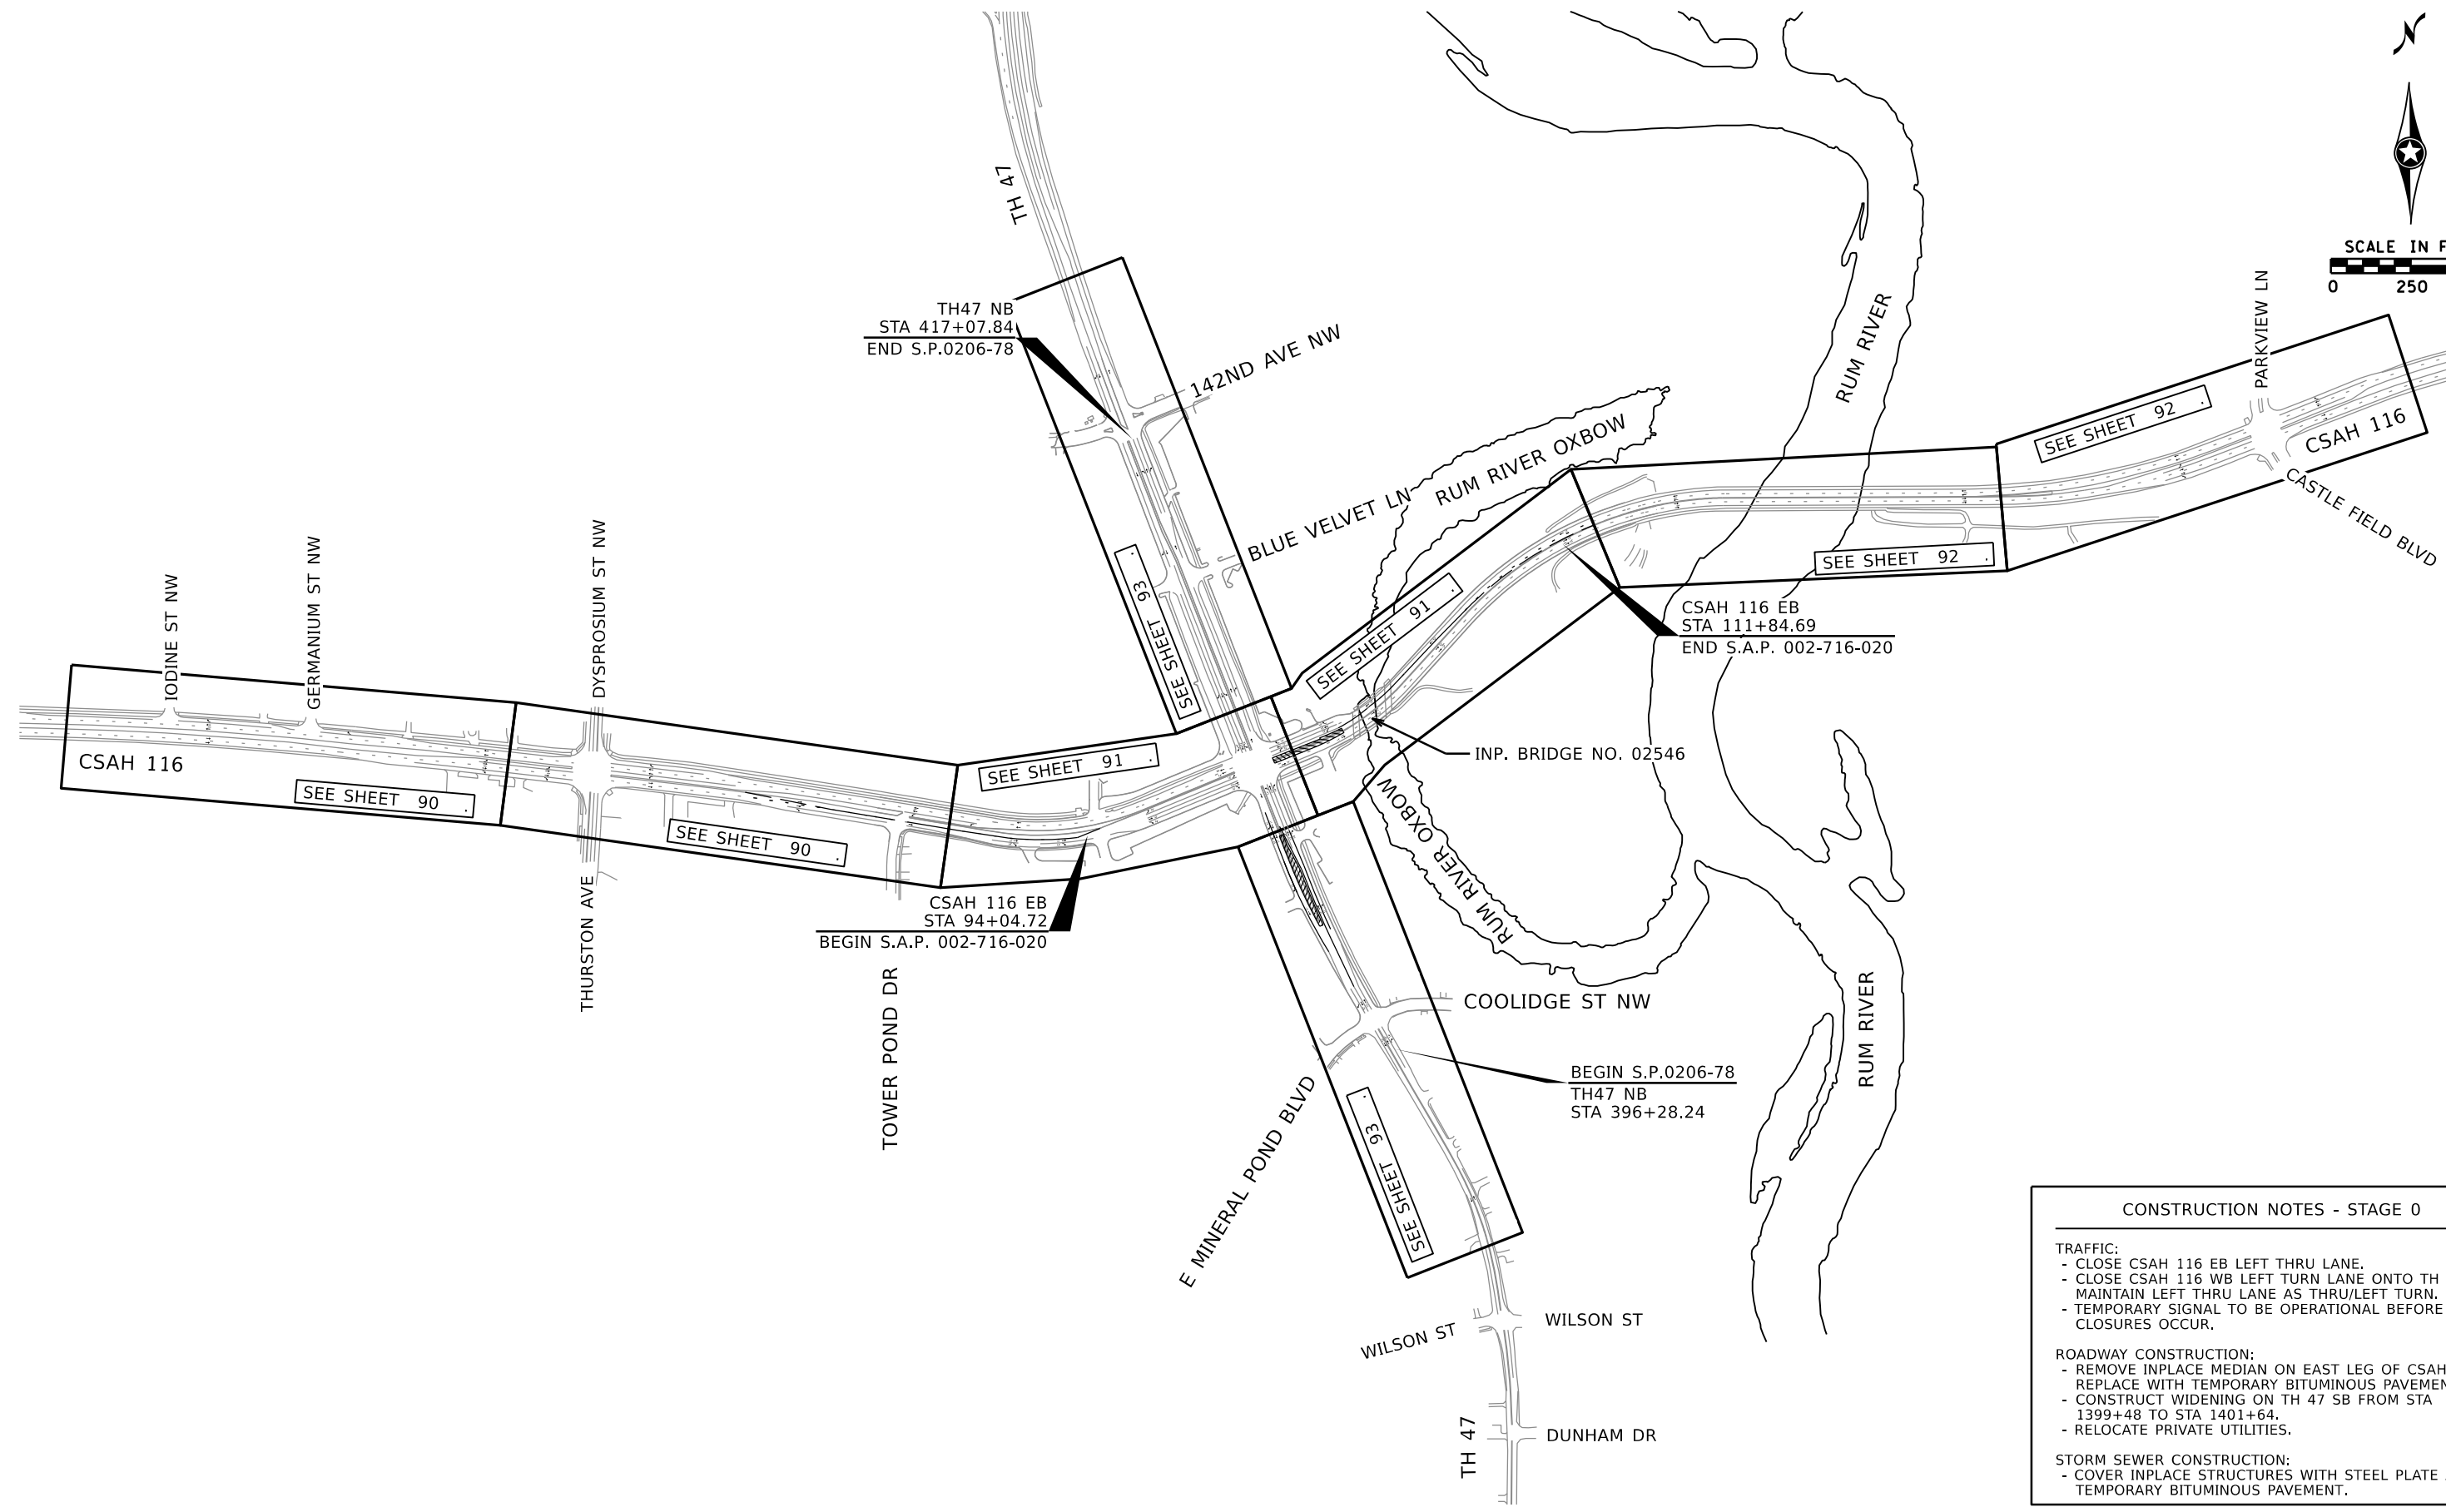 N
SCALE IN F
0 250
TH 47
TH47 NB
STA 417+07.84
END S.P.0206-78
142ND AVE NW
RUM RIVER
PARKVIEW LN
SEE SHEET 92 .
CSAH 116
CASTLE FIELD BLVD
RUM RIVER OXBOW
BLUE VELVET LN
SEE SHEET 93 .
SEE SHEET 91 .
SEE SHEET 92 .
CSAH 116 EB
STA 111+84.69
END S.A.P. 002-716-020
IODINE ST NW
GERMANIUM ST NW
DYSPROSIUM ST NW
CSAH 116
SEE SHEET 90 .
SEE SHEET 90 .
SEE SHEET 91 .
INP. BRIDGE NO. 02546
RUM RIVER OXBOW
THURSTON AVE
CSAH 116 EB
STA 94+04.72
BEGIN S.A.P. 002-716-020
TOWER POND DR
COOLIDGE ST NW
RUM RIVER
BEGIN S.P.0206-78
TH47 NB
STA 396+28.24
E MINERAL POND BLVD
SEE SHEET 93 .
WILSON ST
WILSON ST
TH 47
DUNHAM DR
CONSTRUCTION NOTES - STAGE 0
TRAFFIC:
- CLOSE CSAH 116 EB LEFT THRU LANE.
- CLOSE CSAH 116 WB LEFT TURN LANE ONTO TH
MAINTAIN LEFT THRU LANE AS THRU/LEFT TURN.
- TEMPORARY SIGNAL TO BE OPERATIONAL BEFORE
CLOSURES OCCUR.
ROADWAY CONSTRUCTION:
- REMOVE INPLACE MEDIAN ON EAST LEG OF CSAH
REPLACE WITH TEMPORARY BITUMINOUS PAVEMEN
- CONSTRUCT WIDENING ON TH 47 SB FROM STA
1399+48 TO STA 1401+64.
- RELOCATE PRIVATE UTILITIES.
STORM SEWER CONSTRUCTION:
- COVER INPLACE STRUCTURES WITH STEEL PLATE
TEMPORARY BITUMINOUS PAVEMENT.